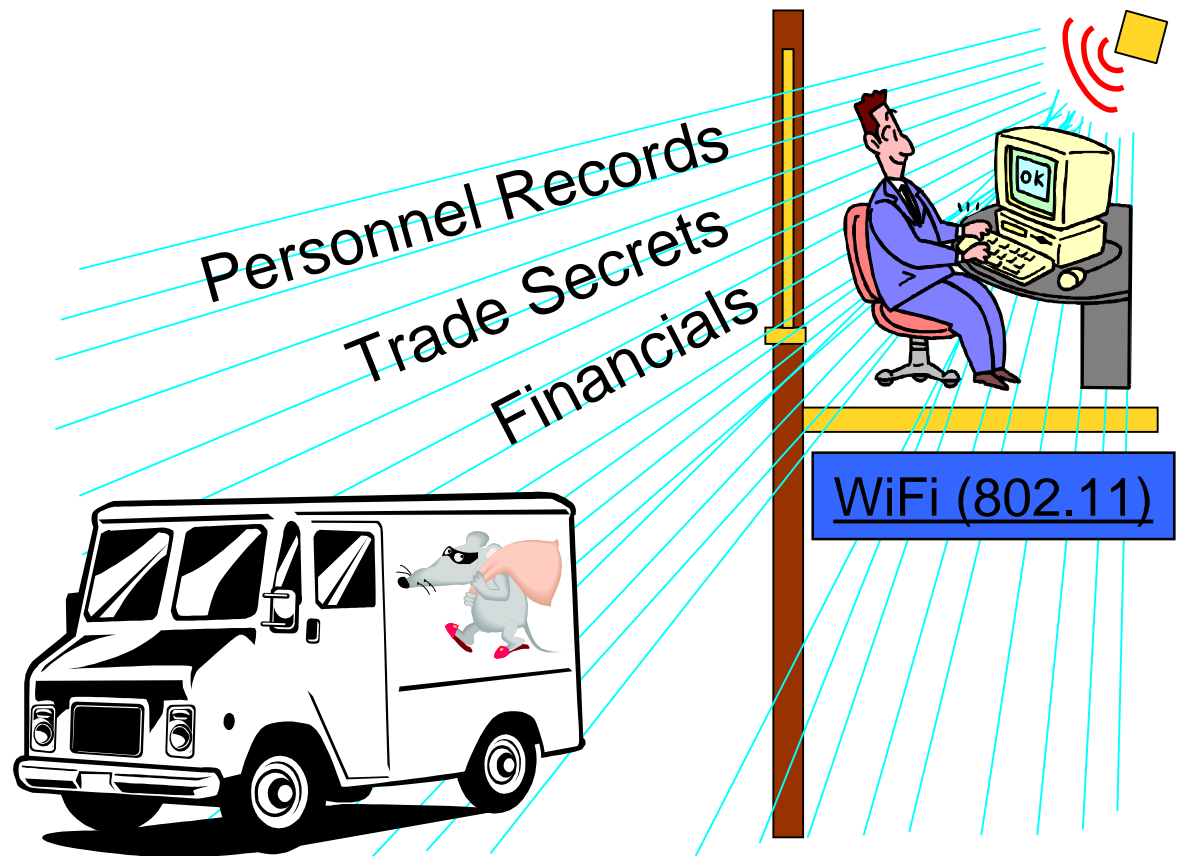 Personnel Records
Trade Secrets
Financials
OK
WiFi (802.11)